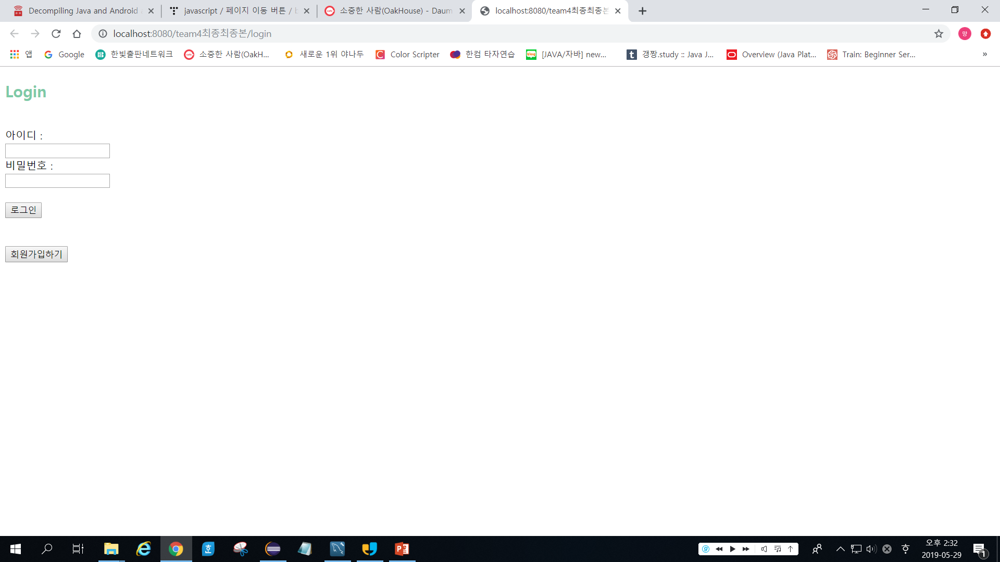 Decompiling Java and Android a
javascript / 페이지 이동 버튼 / b
소중한 사람(OakHouse) - Daum
localhost:8080/team4최종최종본
localhost:8080/team4최종최종본/login
망
앱
Google
한빛출판네트워크
소중한 사람(OakH...
새로운 1위 야나두
Color Scripter
한컴 타자연습
[JAVA/자바] new...
갱짱.study :: Java J...
Overview (Java Plat...
Train: Beginner Ser...
»
Login
아이디 :
비밀번호 :
로그인
회원가입하기
오후 2:32
2019-05-29
1